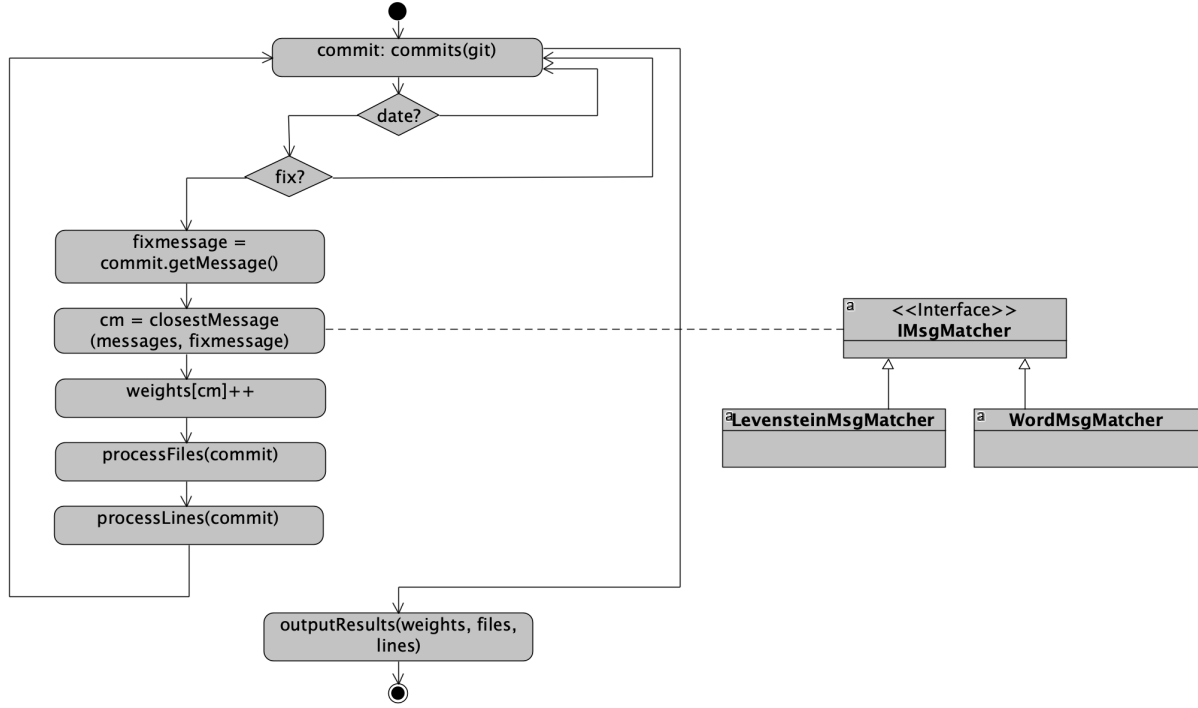 commit: commits(git)
date?
fix?
fixmessage =
commit.getMessage()
cm = closestMessage
(messages, fixmessage)
weights[cm]++
processFiles(commit)
processLines(commit)
outputResults(weights, files,
lines)
a
<<Interface>>
IMsgMatcher
a
LevensteinMsgMatcher
a
WordMsgMatcher